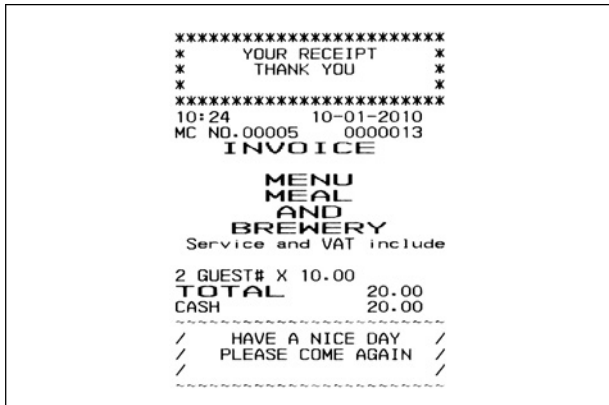 **************************
* YOUR RECEIPT *
* THANK YOU *
* *
**************************
10:24 10-01-2010
MC NO.00005 0000013
INVOICE
MENU
MEAL
AND
BREWERY
Service and VAT include
2 GUEST# X 10.00
TOTAL 20.00
CASH 20.00
~~~~~~~~~~~~~~~~~~~~~~~~~~
/ HAVE A NICE DAY /
/ PLEASE COME AGAIN /
/ /
~~~~~~~~~~~~~~~~~~~~~~~~~~